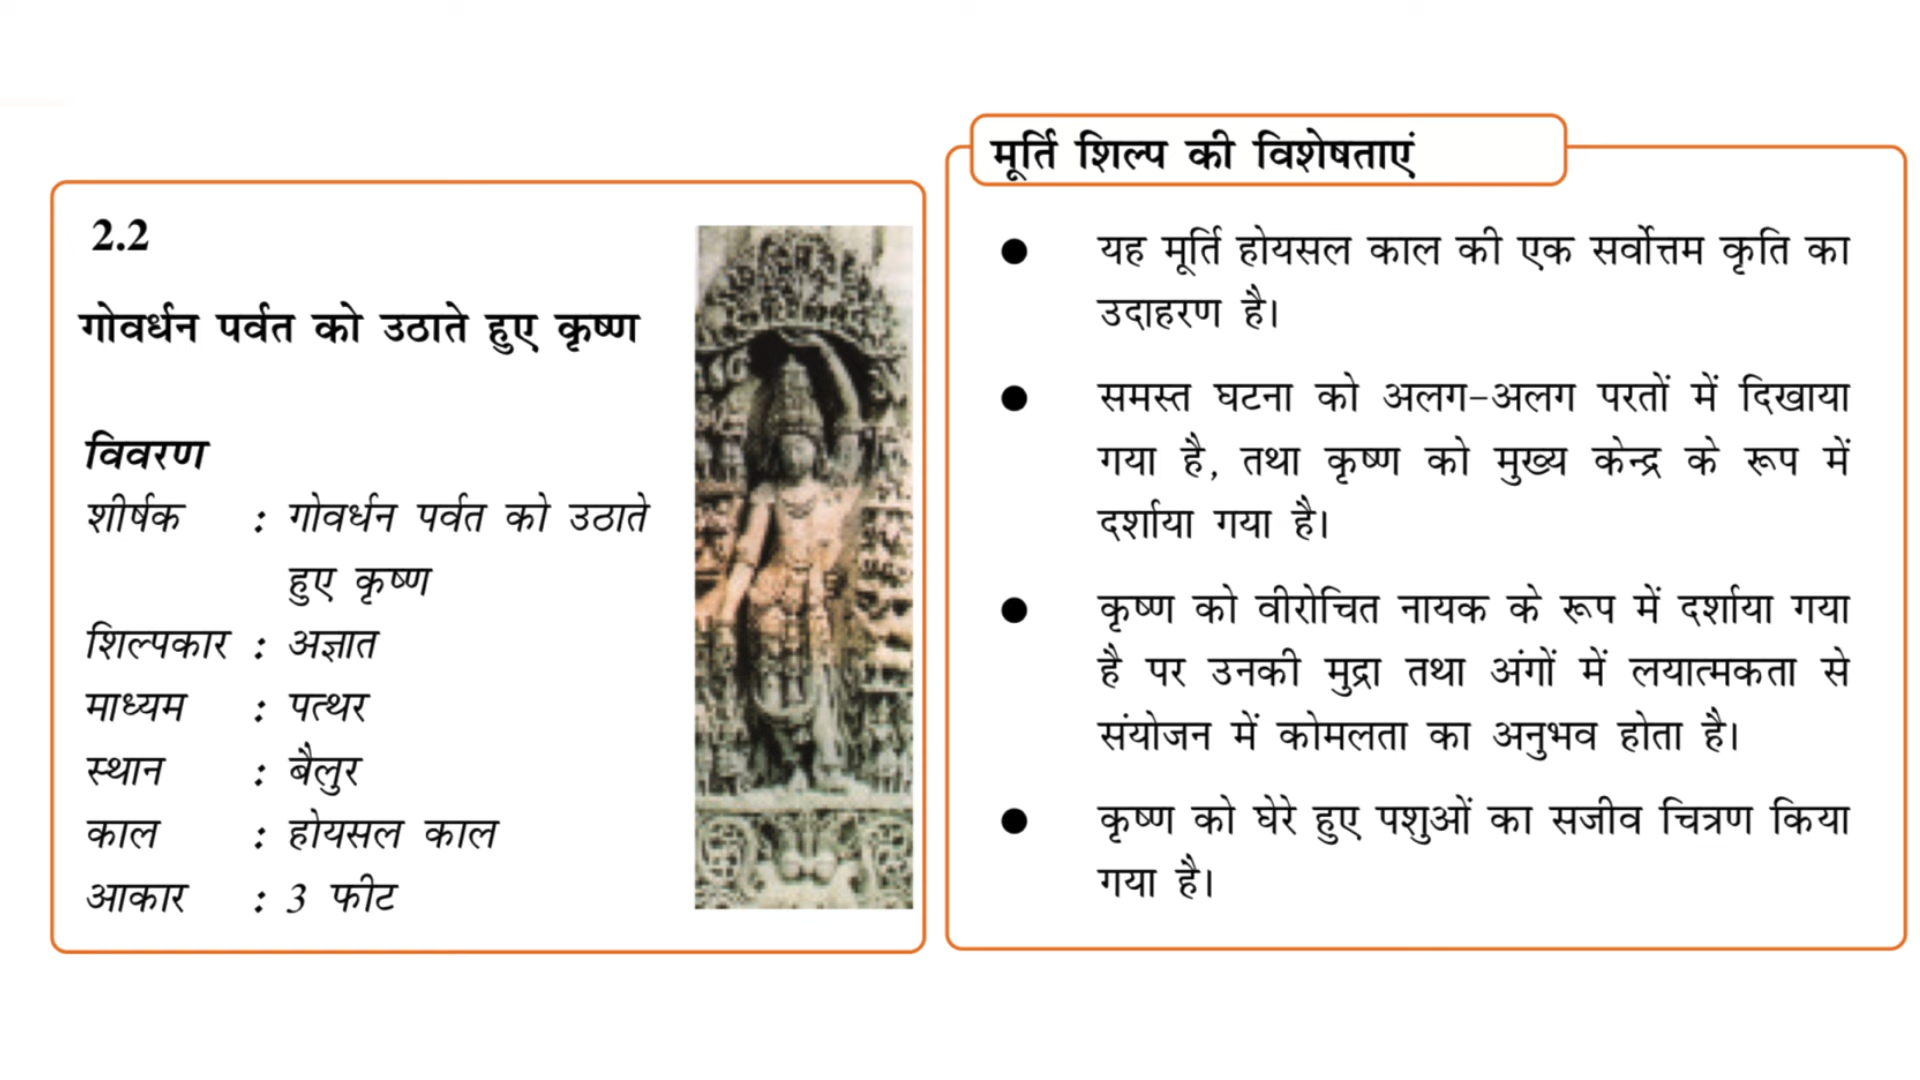 2.2
गोवर्धन पर्वत को उठाते हुए कृष्ण
विवरण
शीर्षक : गोवर्धन पर्वत को उठाते
हुए कृष्ण
शिल्पकार : अज्ञात
माध्यम : पत्थर
स्थान : बैलुर
काल : होयसल काल
आकार : 3 फीट
मूर्ति शिल्प की विशेषताएं
● यह मूर्ति होयसल काल की एक सर्वोत्तम कृति का
उदाहरण है।
● समस्त घटना को अलग-अलग परतों में दिखाया
गया है, तथा कृष्ण को मुख्य केन्द्र के रूप में
दर्शाया गया है।
● कृष्ण को वीरोचित नायक के रूप में दर्शाया गया
है पर उनकी मुद्रा तथा अंगों में लयात्मकता से
संयोजन में कोमलता का अनुभव होता है।
● कृष्ण को घेरे हुए पशुओं का सजीव चित्रण किया
गया है।